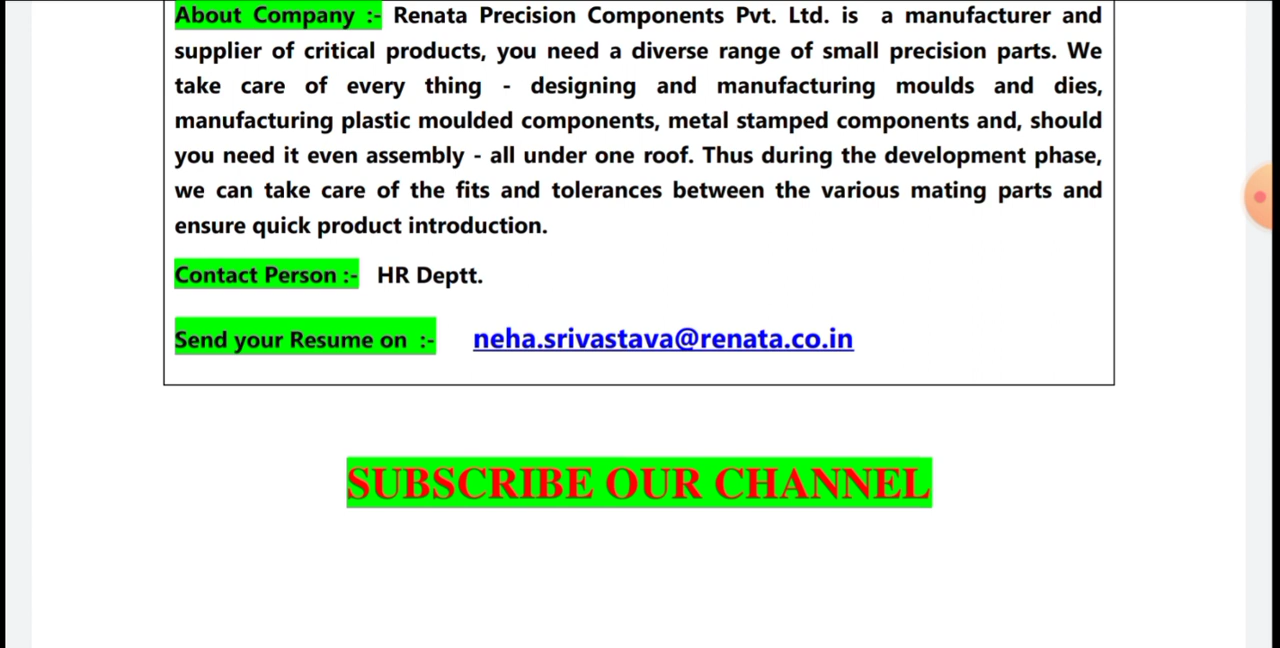 About Company :- Renata Precision Components Pvt. Ltd. is a manufacturer and
supplier of critical products, you need a diverse range of small precision parts. We
take care of every thing - designing and manufacturing moulds and dies,
manufacturing plastic moulded components, metal stamped components and, should
you need it even assembly - all under one roof. Thus during the development phase,
we can take care of the fits and tolerances between the various mating parts and
ensure quick product introduction.
Contact Person :- HR Deptt.
Send your Resume on :- neha.srivastava@renata.co.in
SUBSCRIBE OUR CHANNEL